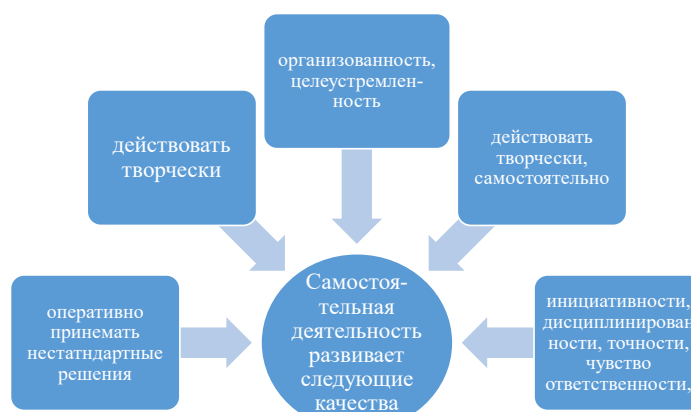 организованность,
целеустремлен-
ность
действовать
творчески
действовать
творчески,
самостоятельно
оперативно
принемать
нестатндартные
решения
Самостоя-
тельная
деятельность
развивает
следующие
качества
инициативности,
дисциплинирован
ности, точности,
чувство
ответственности,